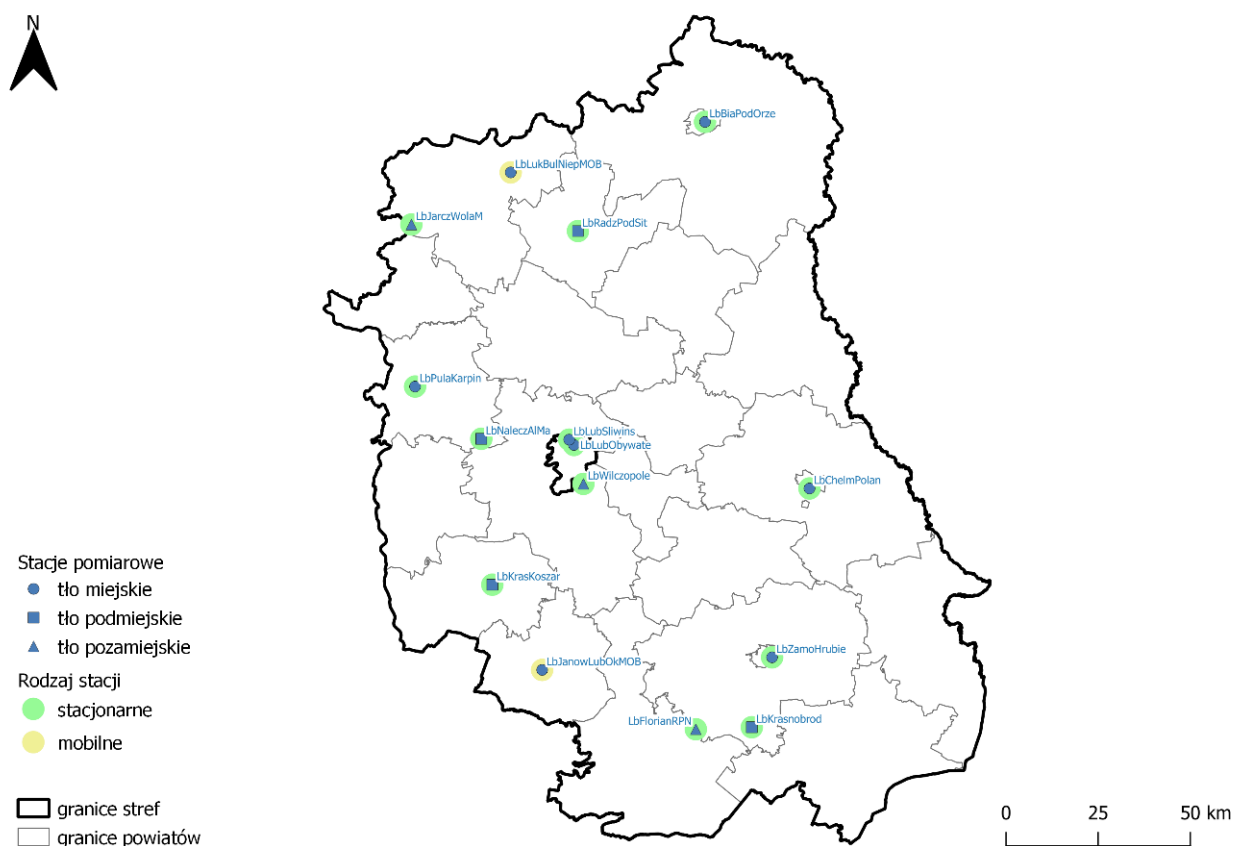 N
LbBiaPodOrze
LbLukBulNiepMOB
LbJarczWolaM
LbRadzPodSit
LbPulaKarpin
LbNaleczAlMa
LbLubSliwins
LbLubObywate
LbWilczopole
LbChelmPolan
LbKrasKoszar
LbJanowLubOkMOB
LbZamoHrubie
LbFlorianRPN
LbKrasnobrod
Stacje pomiarowe
tło miejskie
tło podmiejskie
tło pozamiejskie
Rodzaj stacji
stacjonarne
mobilne
granice stref
granice powiatów
0 25 50 km